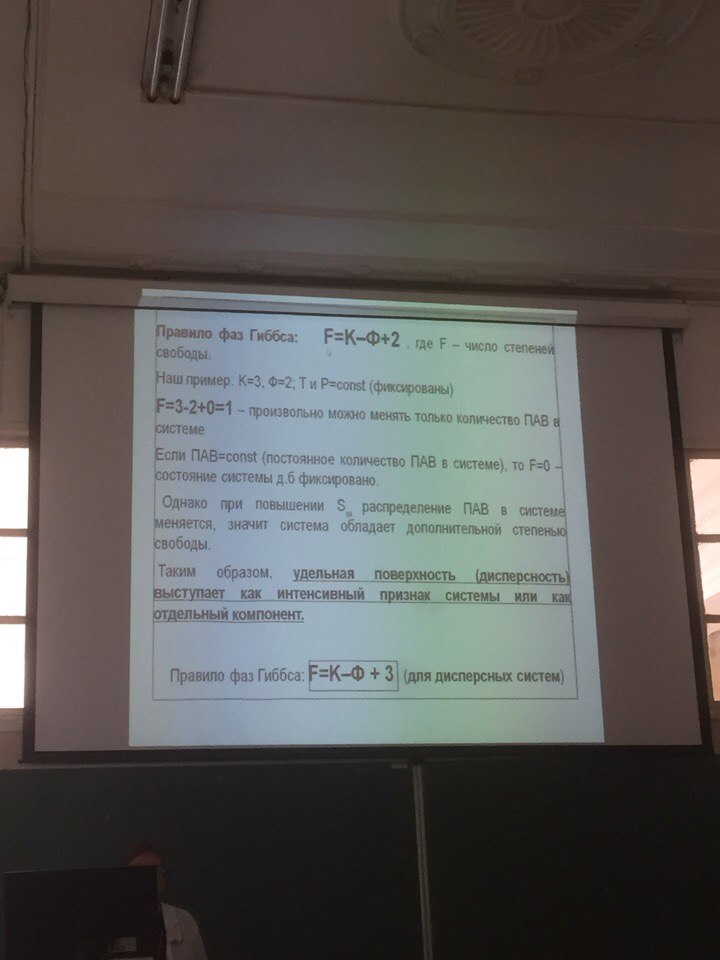 Правило фаз Гиббса: F=К–Ф+2 , где F – число степеней
свободы.
Наш пример: К=3, Ф=2; Т и Р=const (фиксированы)
F=3-2+0=1 – произвольно можно менять только количество ПАВ в
системе
Если ПАВ=const (постоянное количество ПАВ в системе), то F=0 –
состояние системы д.б фиксировано.
Однако при повышении Sуд распределение ПАВ в системе
меняется, значит система обладает дополнительной степенью
свободы.
Таким образом, удельная поверхность (дисперсность)
выступает как интенсивный признак системы или как
отдельный компонент.
Правило фаз Гиббса: F=К–Ф + 3 (для дисперсных систем)